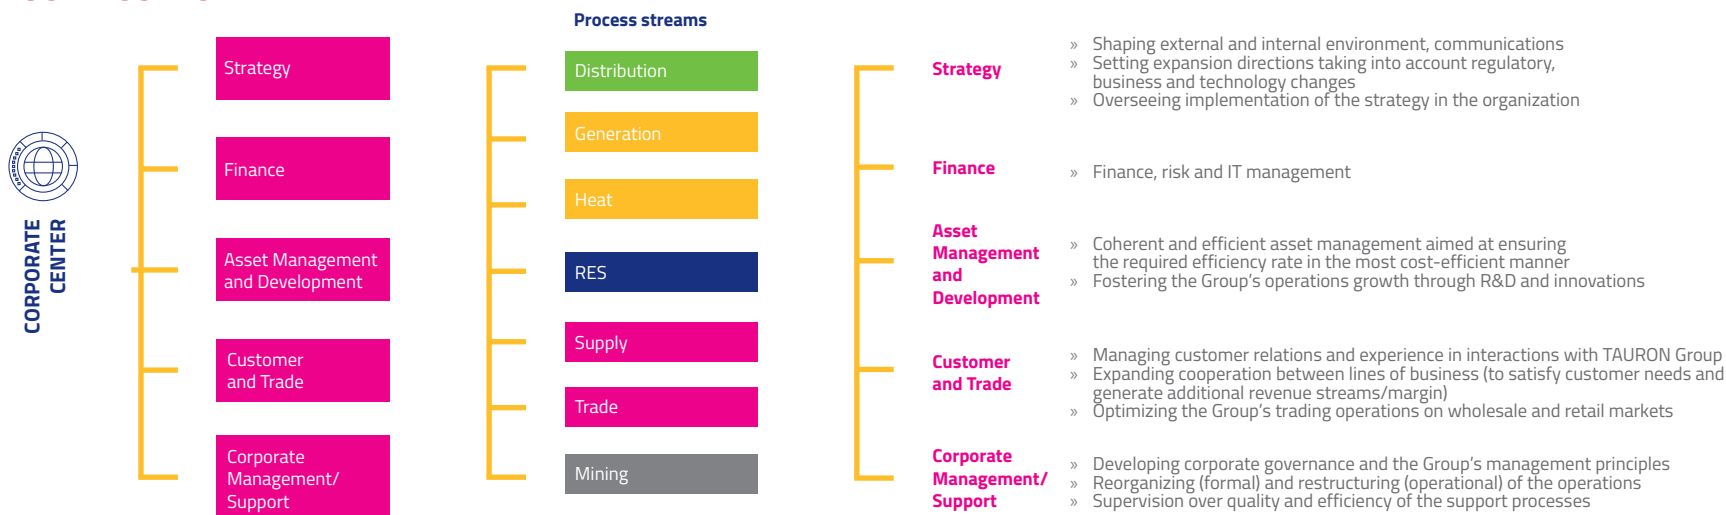 CORPORATE
CENTER
Strategy
Finance
Asset Management
and Development
Customer
and Trade
Corporate
Management/
Support
Process streams
Distribution
Generation
Heat
RES
Supply
Trade
Mining
Strategy
» Shaping external and internal environment, communications
» Setting expansion directions taking into account regulatory,
business and technology changes
» Overseeing implementation of the strategy in the organization
Finance
» Finance, risk and IT management
Asset
Management
and
Development
» Coherent and efficient asset management aimed at ensuring
the required efficiency rate in the most cost-efficient manner
» Fostering the Group's operations growth through R&D and innovations
Customer
and Trade
» Managing customer relations and experience in interactions with TAURON Group
» Expanding cooperation between lines of business (to satisfy customer needs and
generate additional revenue streams/margin)
» Optimizing the Group's trading operations on wholesale and retail markets
Corporate
Management/
Support
» Developing corporate governance and the Group's management principles
» Reorganizing (formal) and restructuring (operational) of the operations
» Supervision over quality and efficiency of the support processes